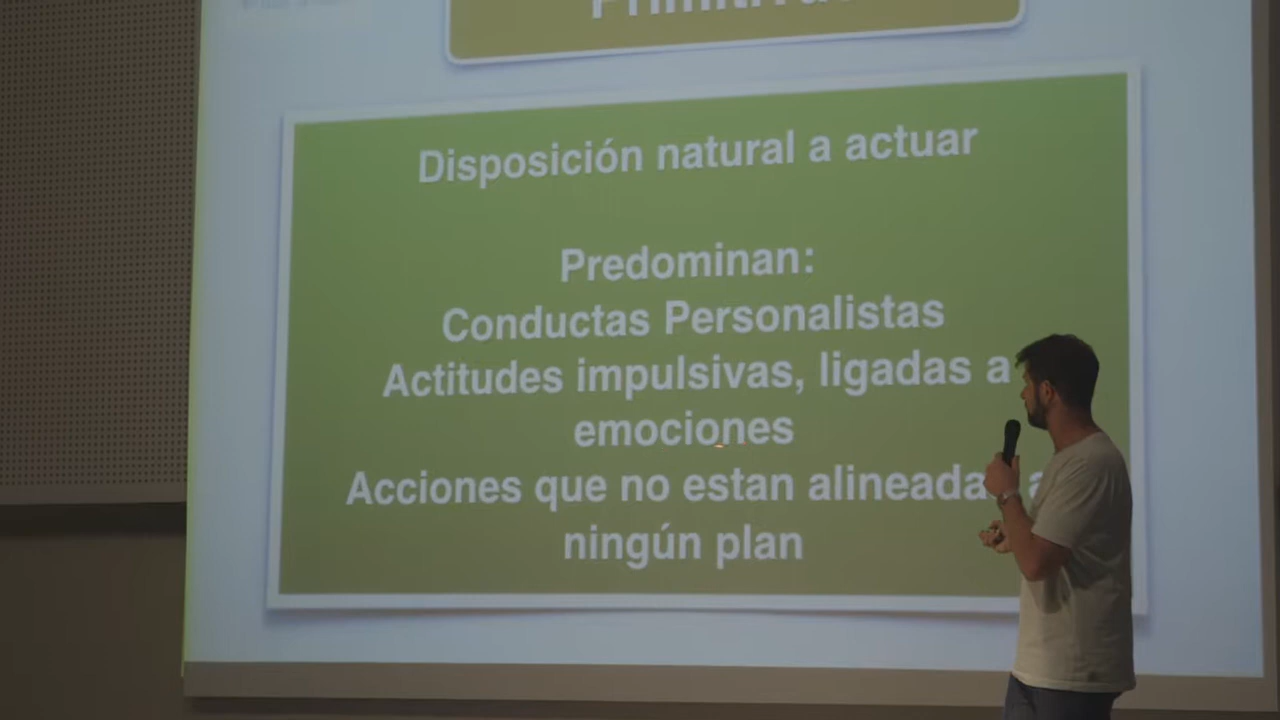 Disposición natural a actuar
Predominan:
Conductas Personalistas
Actitudes impulsivas, ligadas a
emociones
Acciones que no estan alineadas a
ningún plan